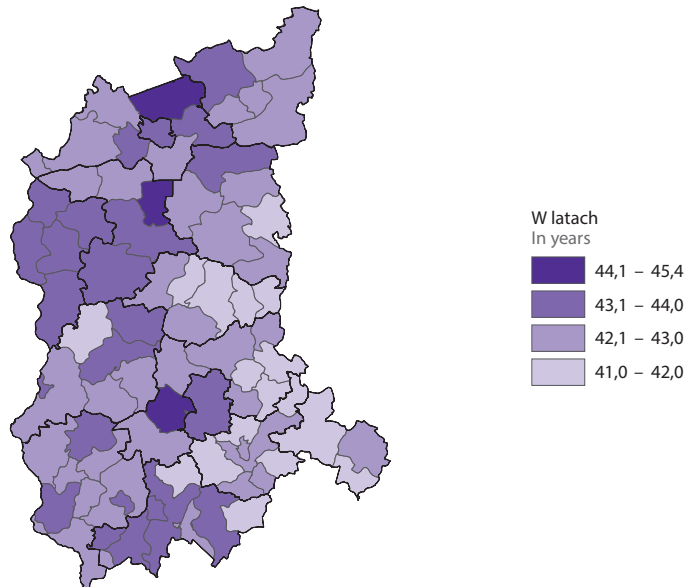 W latach
In years
44,1 – 45,4
43,1 – 44,0
42,1 – 43,0
41,0 – 42,0